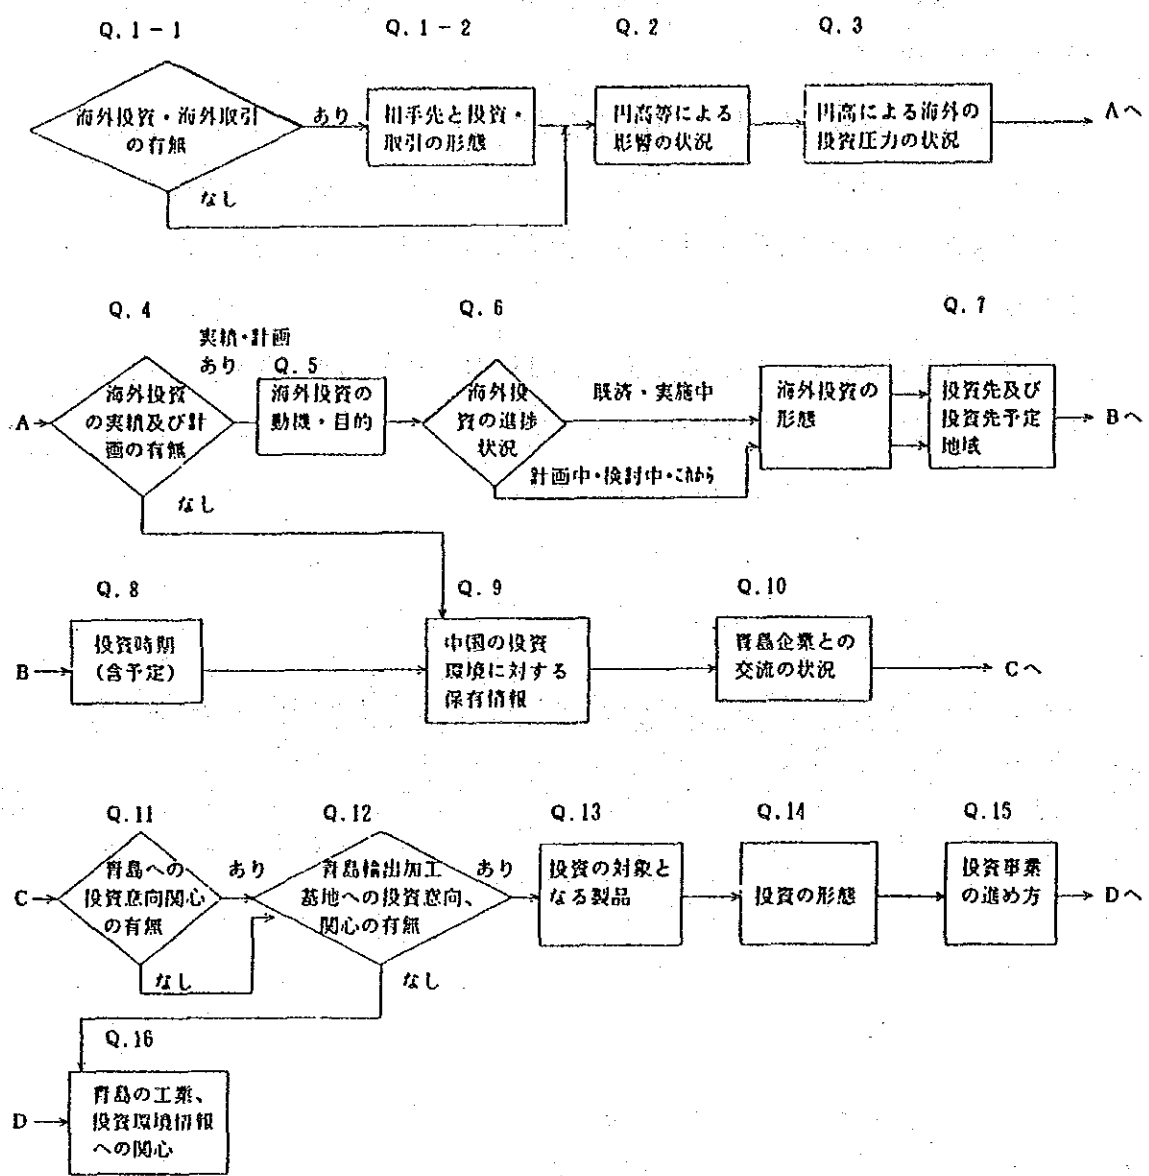 Q. 1－1
Q. 1－2
Q. 2
Q. 3
海外投資・海外取引
の有無
あり
なし
相手先と投資・
取引の形態
円高等による
影響の状況
円高による海外の
投資圧力の状況
Aへ
Q. 4
実績・計画
あり
Q. 5
Q. 6
Q. 7
A
海外投資
の実績及び計
画の有無
なし
海外投資の
動機・目的
海外投
資の進捗
状況
既済・実施中
計画中・検討中・これから
海外投資の
形態
投資先及び
投資先予定
地域
Bへ
Q. 8
Q. 9
Q. 10
B
投資時期
(含予定)
中国の投資
環境に対する
保有情報
青島企業との
交流の状況
Cへ
Q. 11
Q. 12
Q. 13
Q. 14
Q. 15
C
青島への
投資意向関心
の有無
あり
なし
青島輸出加工
基地への投資意向、
関心の有無
あり
なし
投資の対象と
なる製品
投資の形態
投資事業
の進め方
Dへ
Q. 16
D
青島の工業、
投資環境情報
への関心